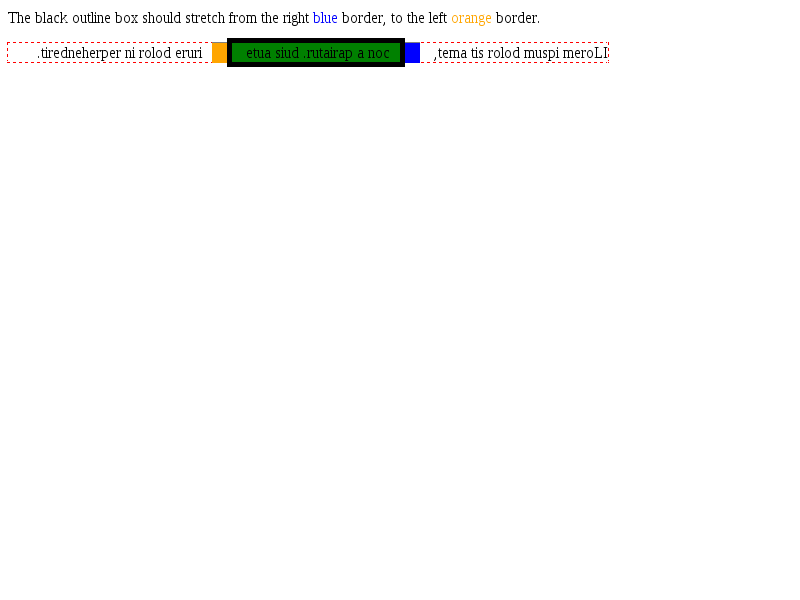 The black outline box should stretch from the right blue border, to the left orange border.
.tiredneherper ni rolod eruri etua siud .rutairap a noc ,tema tis rolod muspi meroLI